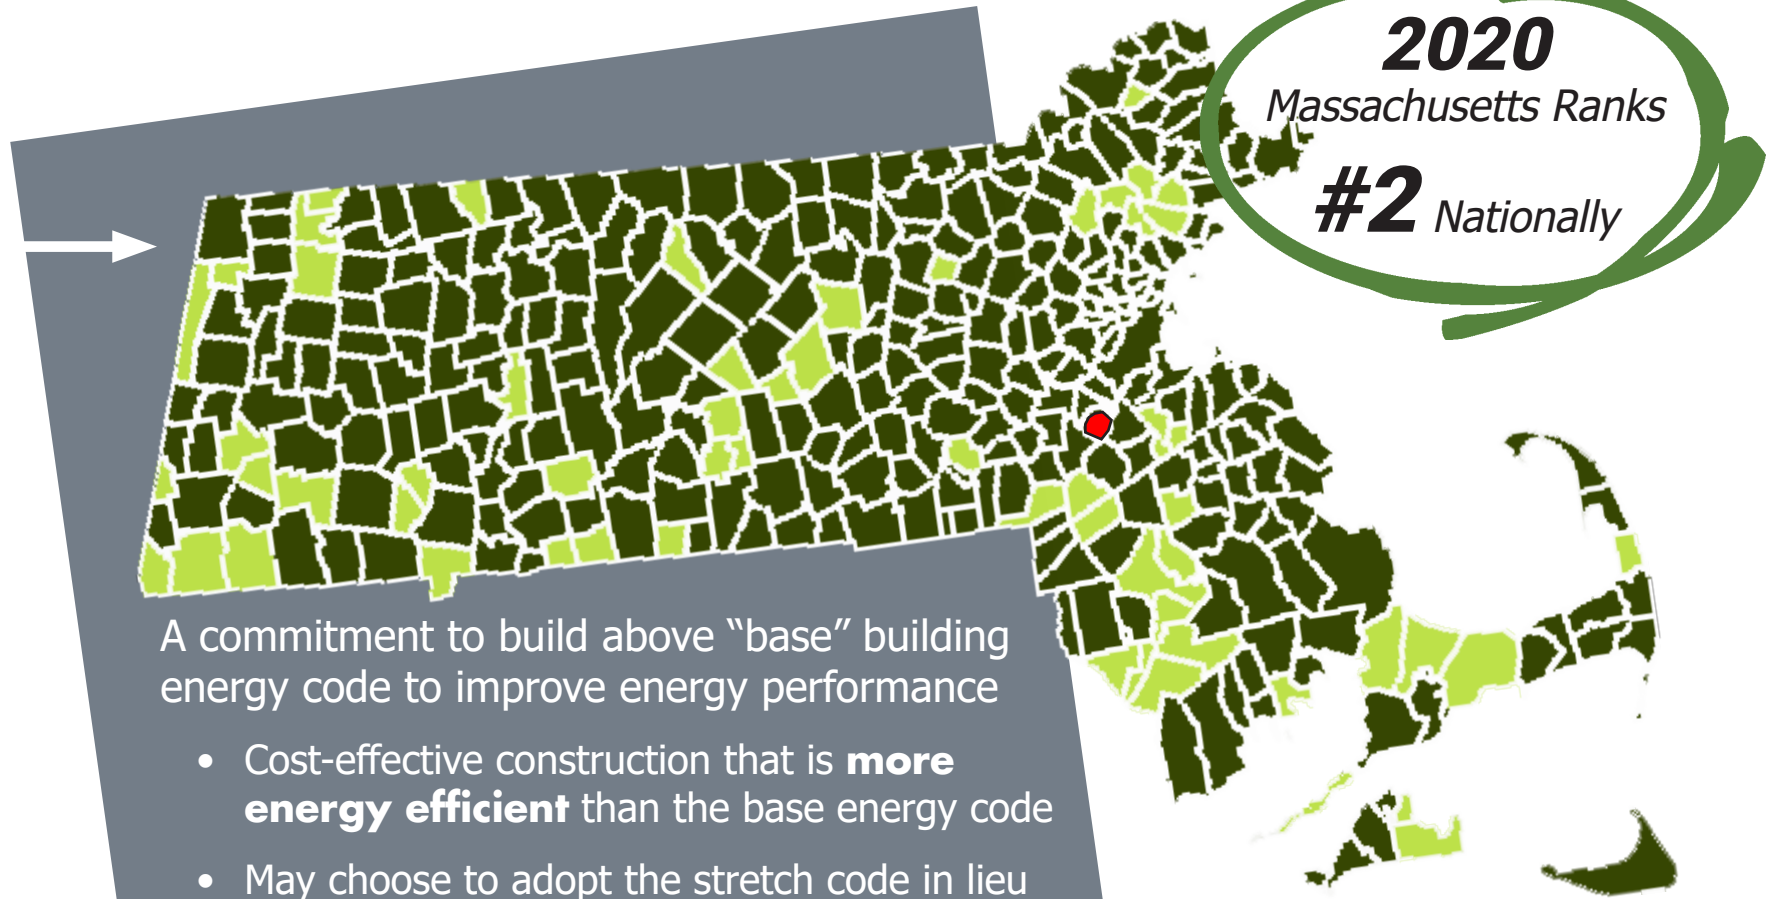 2020
Massachusetts Ranks
#2 Nationally
A commitment to build above “base” building
energy code to improve energy performance
• Cost-effective construction that is more
energy efficient than the base energy code
• May choose to adopt the stretch code in lieu